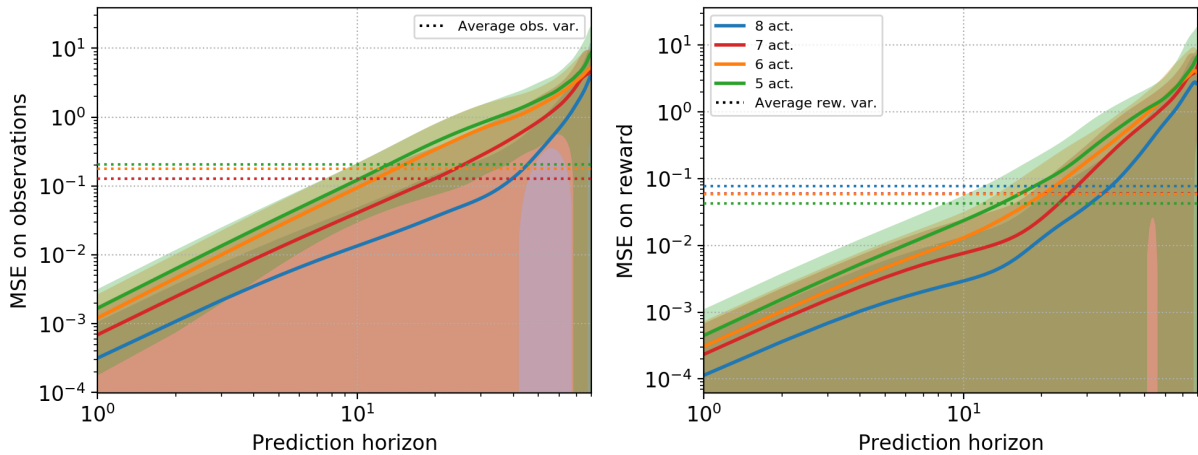 Average obs. var.
MSE on observations
10¹
10⁰
10⁻¹
10⁻²
10⁻³
10⁻⁴
10⁰
10¹
Prediction horizon
8 act.
7 act.
6 act.
5 act.
Average rew. var.
MSE on reward
10¹
10⁰
10⁻¹
10⁻²
10⁻³
10⁻⁴
10⁰
10¹
Prediction horizon